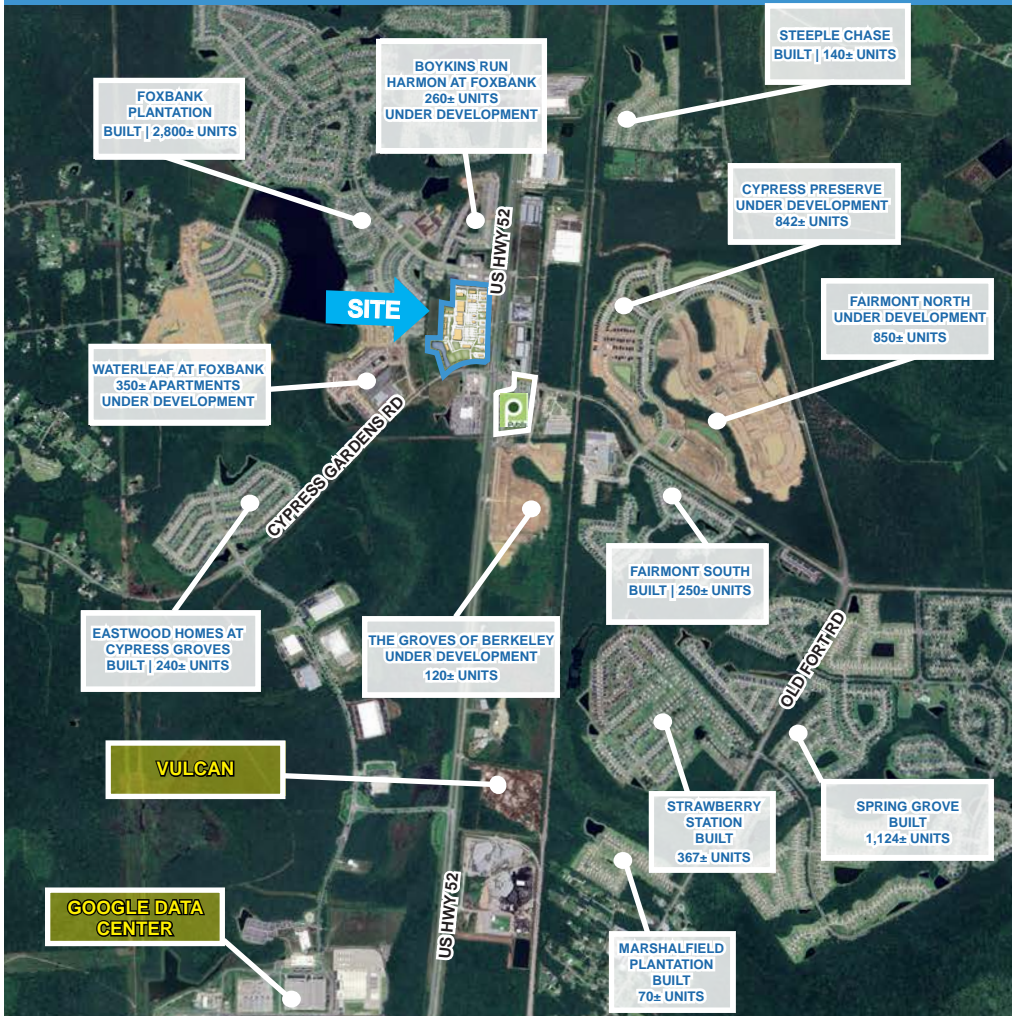 STEEPLE CHASE
BUILT | 140± UNITS
BOYKINS RUN
HARMON AT FOXBANK
260± UNITS
UNDER DEVELOPMENT
FOXBANK
PLANTATION
BUILT | 2,800± UNITS
CYPRESS PRESERVE
UNDER DEVELOPMENT
842± UNITS
US HWY 52
SITE
FAIRMONT NORTH
UNDER DEVELOPMENT
850± UNITS
WATERLEAF AT FOXBANK
350± APARTMENTS
UNDER DEVELOPMENT
CYPRESS GARDENS RD
FAIRMONT SOUTH
BUILT | 250± UNITS
EASTWOOD HOMES AT
CYPRESS GROVES
BUILT | 240± UNITS
THE GROVES OF BERKELEY
UNDER DEVELOPMENT
120± UNITS
OLD FORT RD
VULCAN
STRAWBERRY
STATION
BUILT
367± UNITS
SPRING GROVE
BUILT
1,124± UNITS
US HWY 52
GOOGLE DATA
CENTER
MARSHALFIELD
PLANTATION
BUILT
70± UNITS